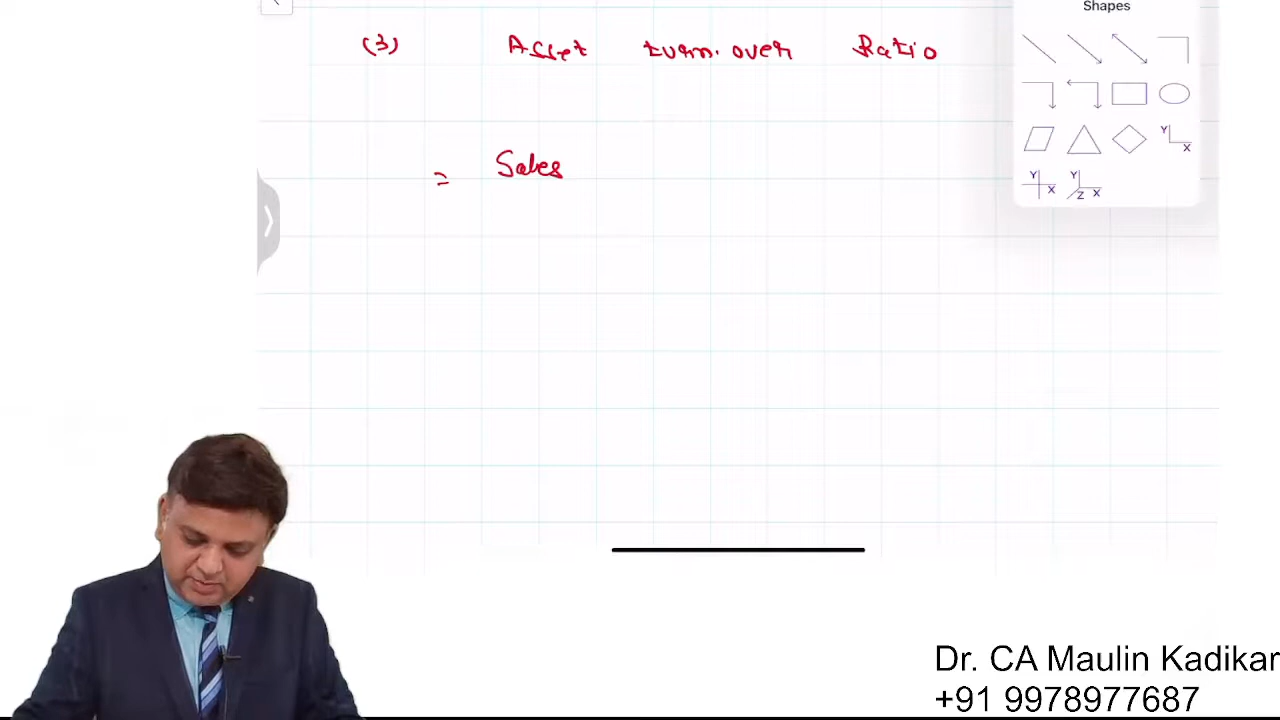 Shapes
(3) Asset turn.over Ratio
= Sales
Y
X
Y
X
Y
Z X
Dr. CA Maulin Kadikar
+91 9978977687